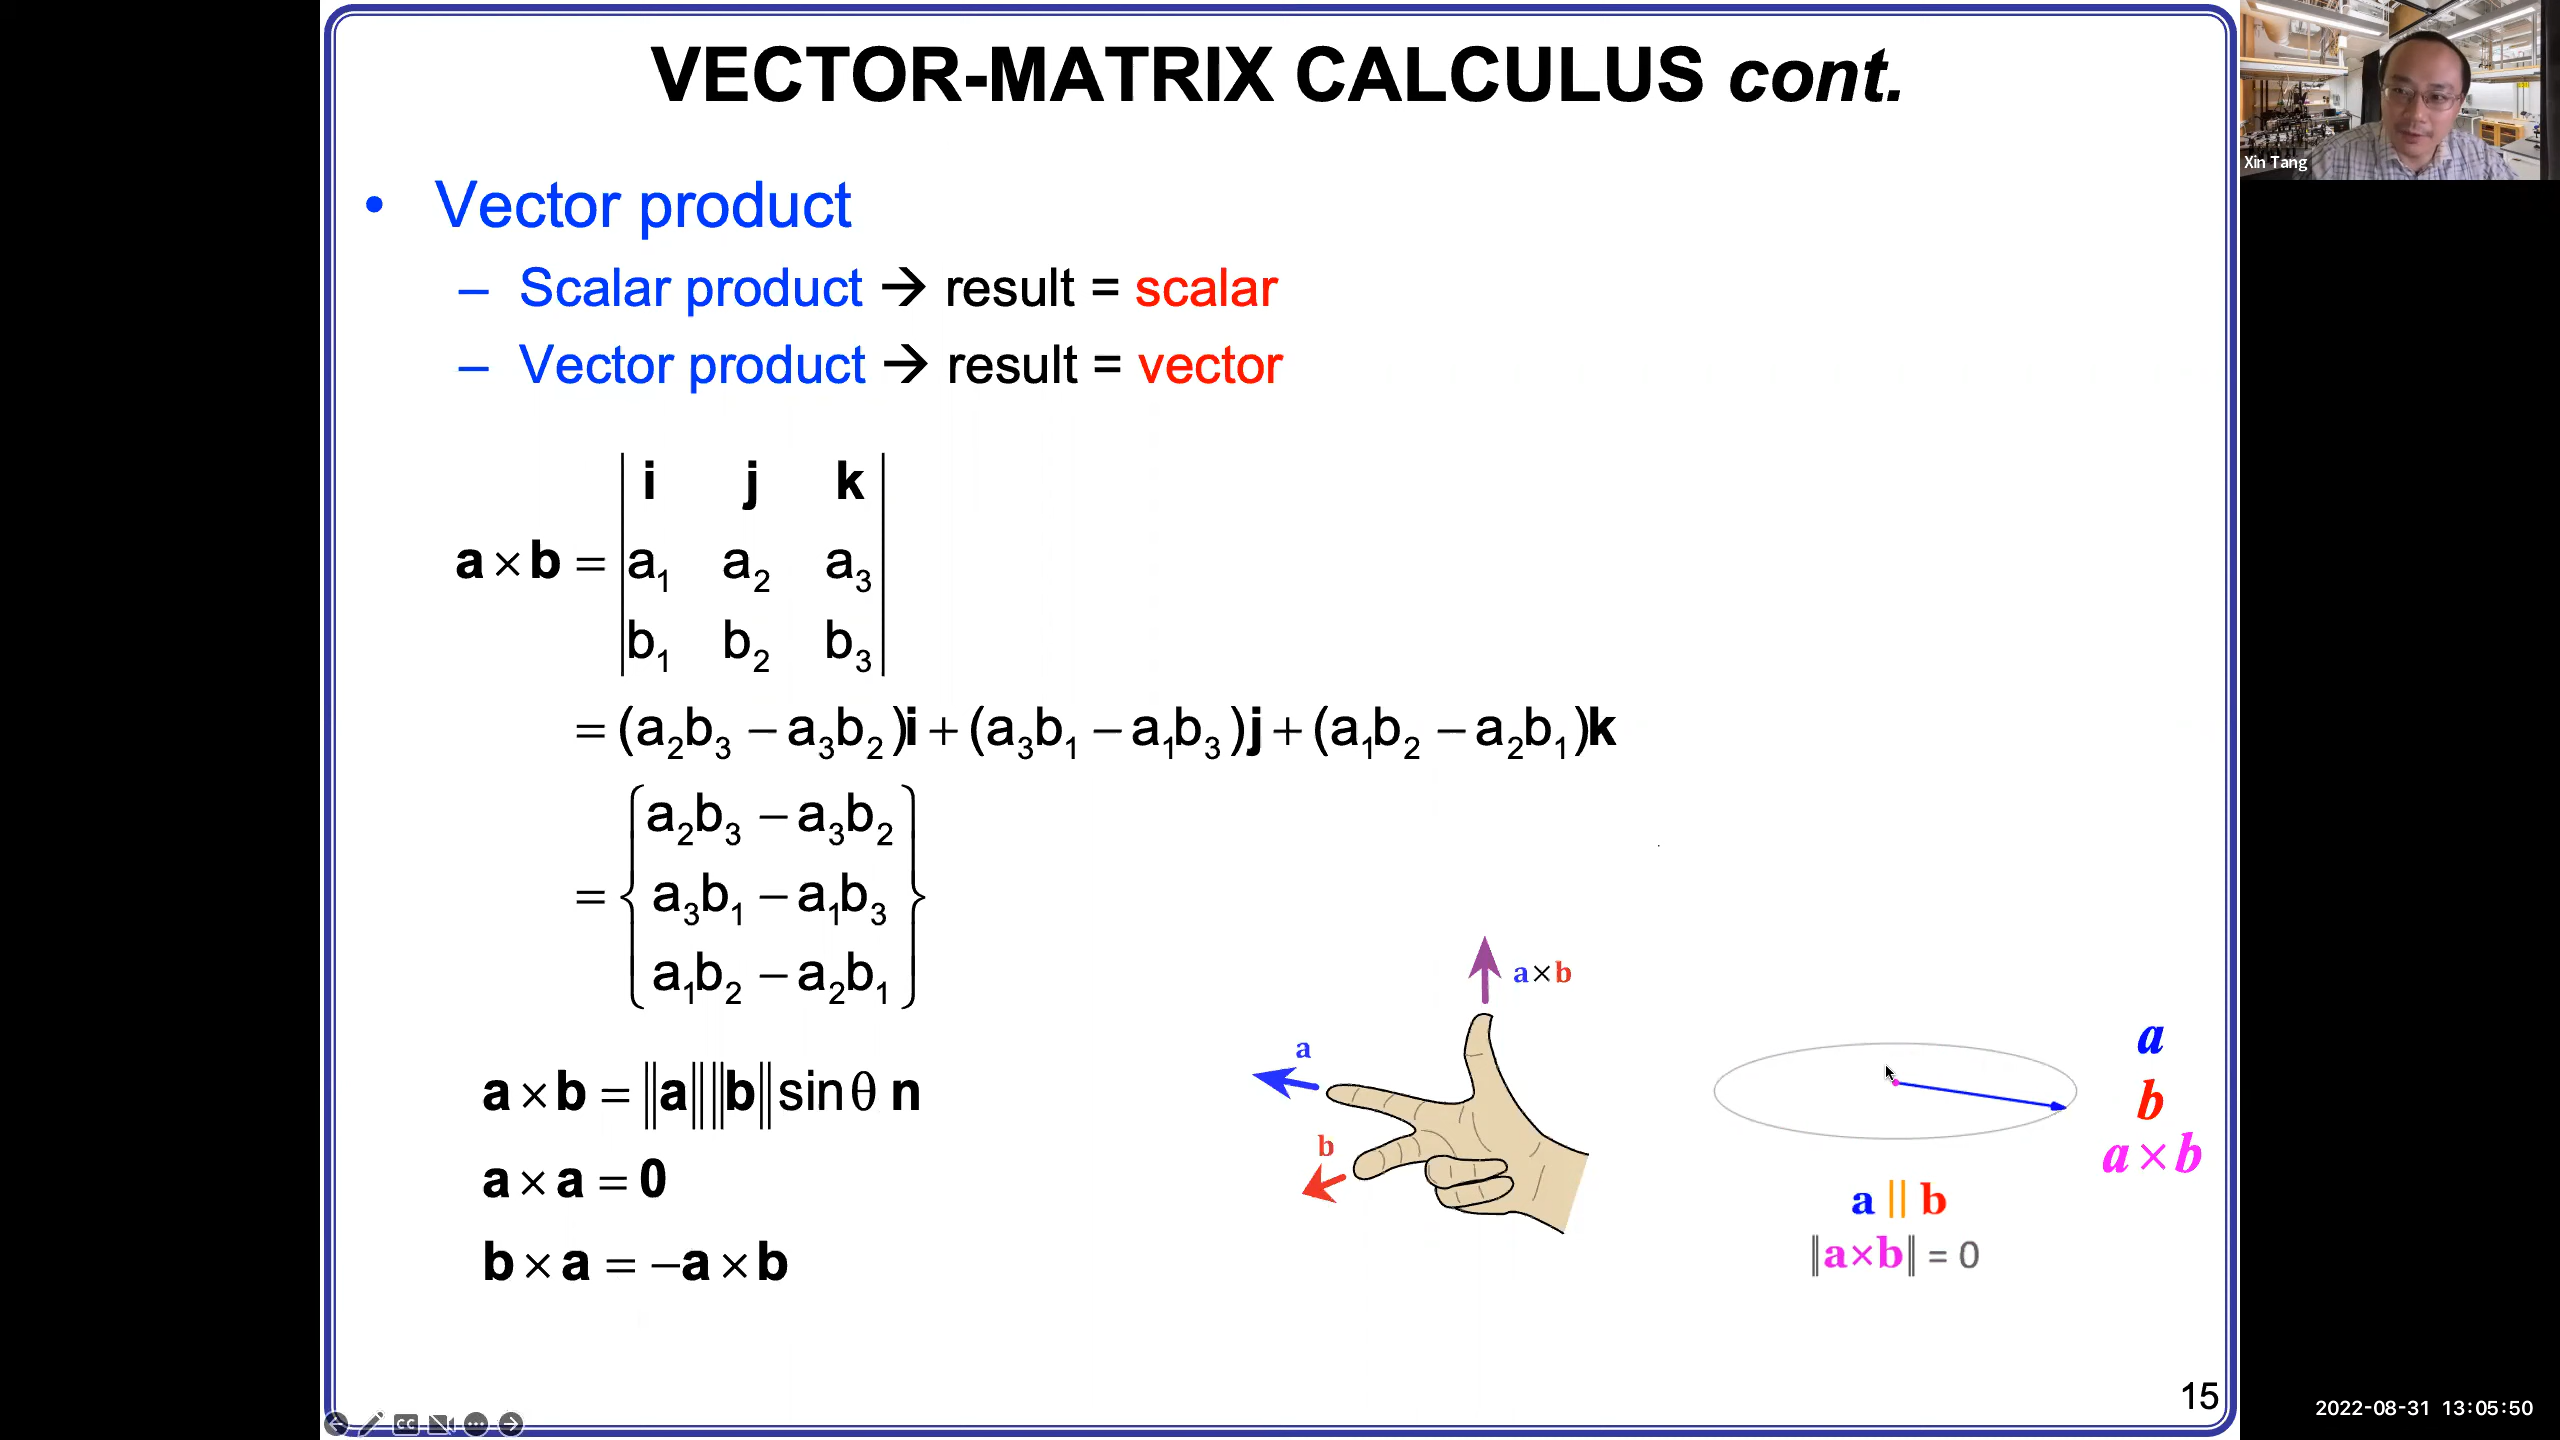 VECTOR-MATRIX CALCULUS cont.
Xin Tang
• Vector product
– Scalar product → result = scalar
– Vector product → result = vector
a × b = | i j k |
| a₁ a₂ a₃ |
| b₁ b₂ b₃ |
= (a₂b₃ − a₃b₂)i + (a₃b₁ − a₁b₃)j + (a₁b₂ − a₂b₁)k
= { a₂b₃ − a₃b₂
a₃b₁ − a₁b₃
a₁b₂ − a₂b₁ }
a × b = ‖a‖‖b‖ sin θ n
a × a = 0
b × a = −a × b
a×b
a
b
a
b
a × b
a || b
‖a×b‖ = 0
15
CC
2022-08-31 13:05:50